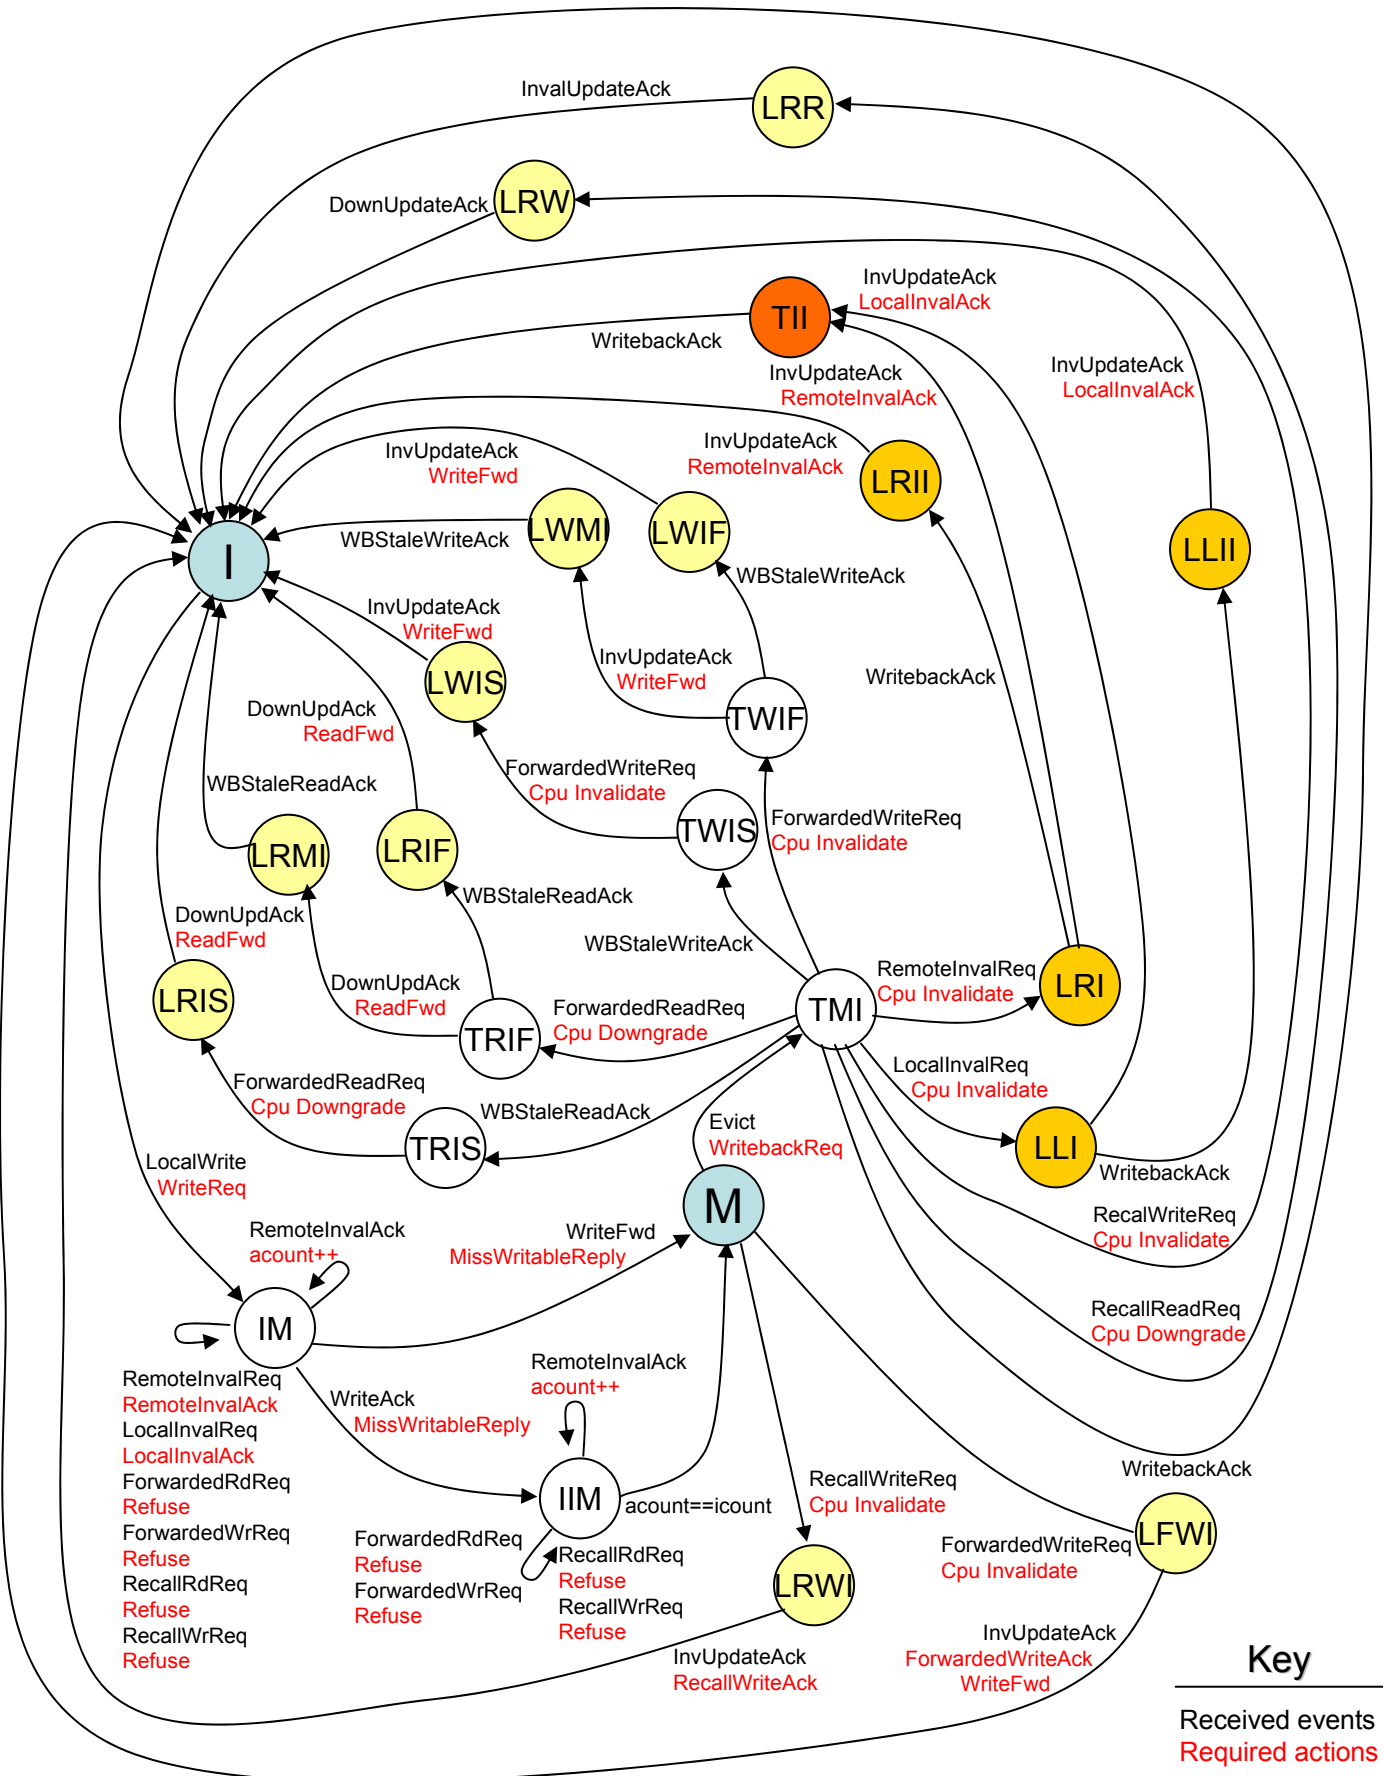 InvalUpdateAck
LRR
DownUpdateAck
LRW
InvUpdateAck
LocalInvalAck
TII
WritebackAck
InvUpdateAck
RemoteInvalAck
InvUpdateAck
LocalInvalAck
InvUpdateAck
WriteFwd
InvUpdateAck
RemoteInvalAck
LRII
LWMI
LWIF
WBStaleWriteAck
LLII
I
WBStaleWriteAck
InvUpdateAck
WriteFwd
LWIS
InvUpdateAck
WriteFwd
WritebackAck
TWIF
DownUpdAck
ReadFwd
WBStaleReadAck
ForwardedWriteReq
Cpu Invalidate
TWIS
ForwardedWriteReq
Cpu Invalidate
LRMI
LRIF
WBStaleReadAck
DownUpdAck
ReadFwd
WBStaleWriteAck
LRIS
DownUpdAck
ReadFwd
TRIF
ForwardedReadReq
Cpu Downgrade
TMI
RemoteInvalReq
Cpu Invalidate
LRI
ForwardedReadReq
Cpu Downgrade
TRIS
WBStaleReadAck
LocalInvalReq
Cpu Invalidate
LLI
WritebackAck
Evict
WritebackReq
M
LocalWrite
WriteReq
RecalWriteReq
Cpu Invalidate
RemoteInvalAck
acount++
WriteFwd
MissWritableReply
IM
RecallReadReq
Cpu Downgrade
RemoteInvalReq
RemoteInvalAck
LocalInvalReq
LocalInvalAck
ForwardedRdReq
Refuse
ForwardedWrReq
Refuse
RecallRdReq
Refuse
RecallWrReq
Refuse
WriteAck
MissWritableReply
RemoteInvalAck
acount++
IIM
acount==icount
ForwardedRdReq
Refuse
ForwardedWrReq
Refuse
RecallRdReq
Refuse
RecallWrReq
Refuse
RecallWriteReq
Cpu Invalidate
LRWI
WritebackAck
LFWI
ForwardedWriteReq
Cpu Invalidate
InvUpdateAck
RecallWriteAck
InvUpdateAck
ForwardedWriteAck
WriteFwd
Key
Received events
Required actions